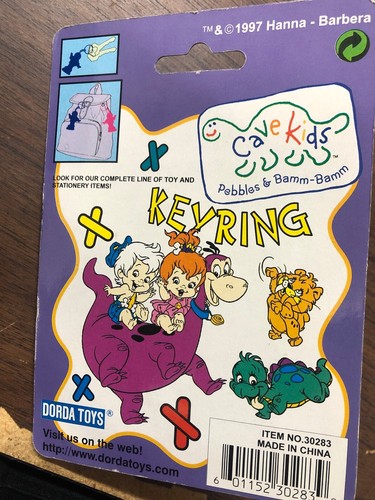 TM & © 1997 Hanna - Barbera
Cave Kids TM
Pebbles & Bamm-Bamm
LOOK FOR OUR COMPLETE LINE OF TOY AND
STATIONERY ITEMS!
KEYRING
DORDA TOYS®
Visit us on the web!
http://www.dordatoys.com
ITEM NO.30283
MADE IN CHINA
6 01152 30283